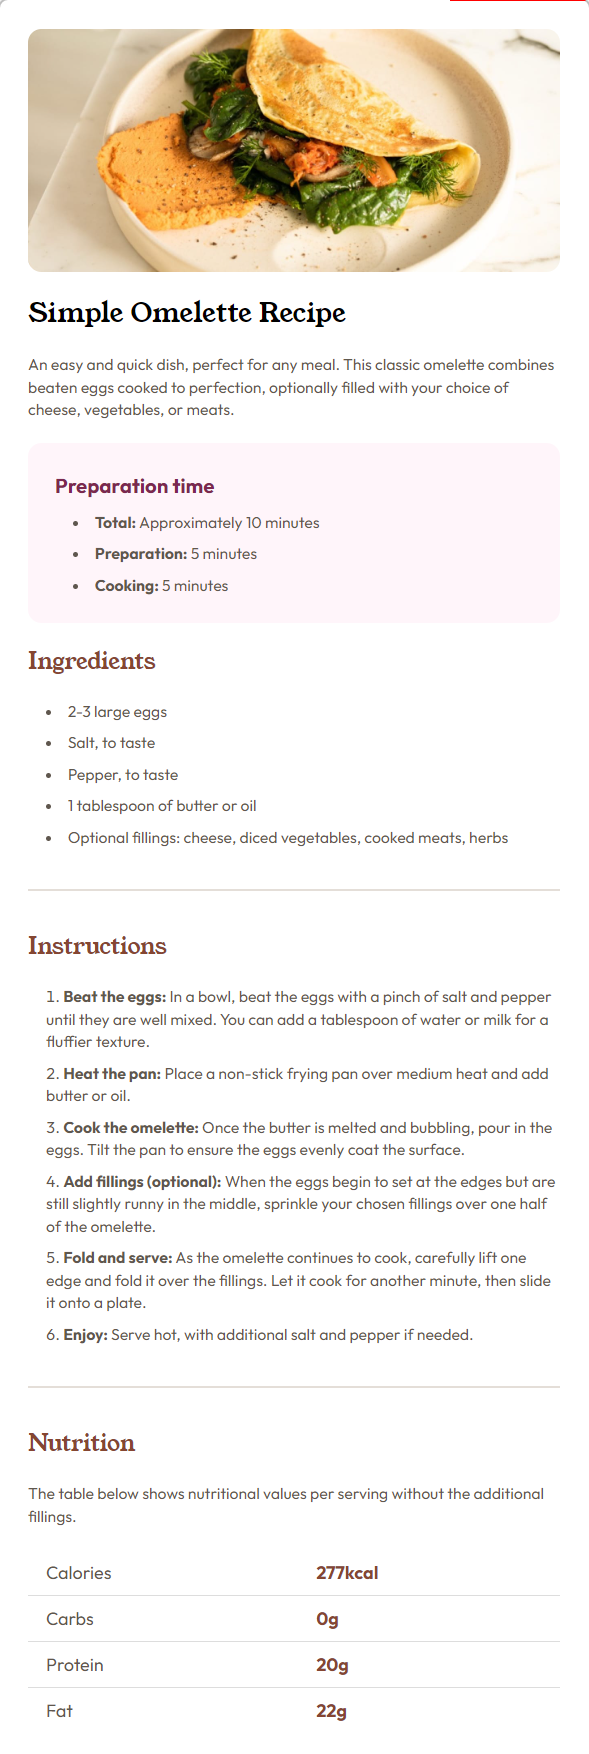 Simple Omelette Recipe
An easy and quick dish, perfect for any meal. This classic omelette combines
beaten eggs cooked to perfection, optionally filled with your choice of
cheese, vegetables, or meats.
Preparation time
• Total: Approximately 10 minutes
• Preparation: 5 minutes
• Cooking: 5 minutes
Ingredients
• 2-3 large eggs
• Salt, to taste
• Pepper, to taste
• 1 tablespoon of butter or oil
• Optional fillings: cheese, diced vegetables, cooked meats, herbs
Instructions
1. Beat the eggs: In a bowl, beat the eggs with a pinch of salt and pepper
until they are well mixed. You can add a tablespoon of water or milk for a
fluffier texture.
2. Heat the pan: Place a non-stick frying pan over medium heat and add
butter or oil.
3. Cook the omelette: Once the butter is melted and bubbling, pour in the
eggs. Tilt the pan to ensure the eggs evenly coat the surface.
4. Add fillings (optional): When the eggs begin to set at the edges but are
still slightly runny in the middle, sprinkle your chosen fillings over one half
of the omelette.
5. Fold and serve: As the omelette continues to cook, carefully lift one
edge and fold it over the fillings. Let it cook for another minute, then slide
it onto a plate.
6. Enjoy: Serve hot, with additional salt and pepper if needed.
Nutrition
The table below shows nutritional values per serving without the additional
fillings.
Calories 277kcal
Carbs 0g
Protein 20g
Fat 22g